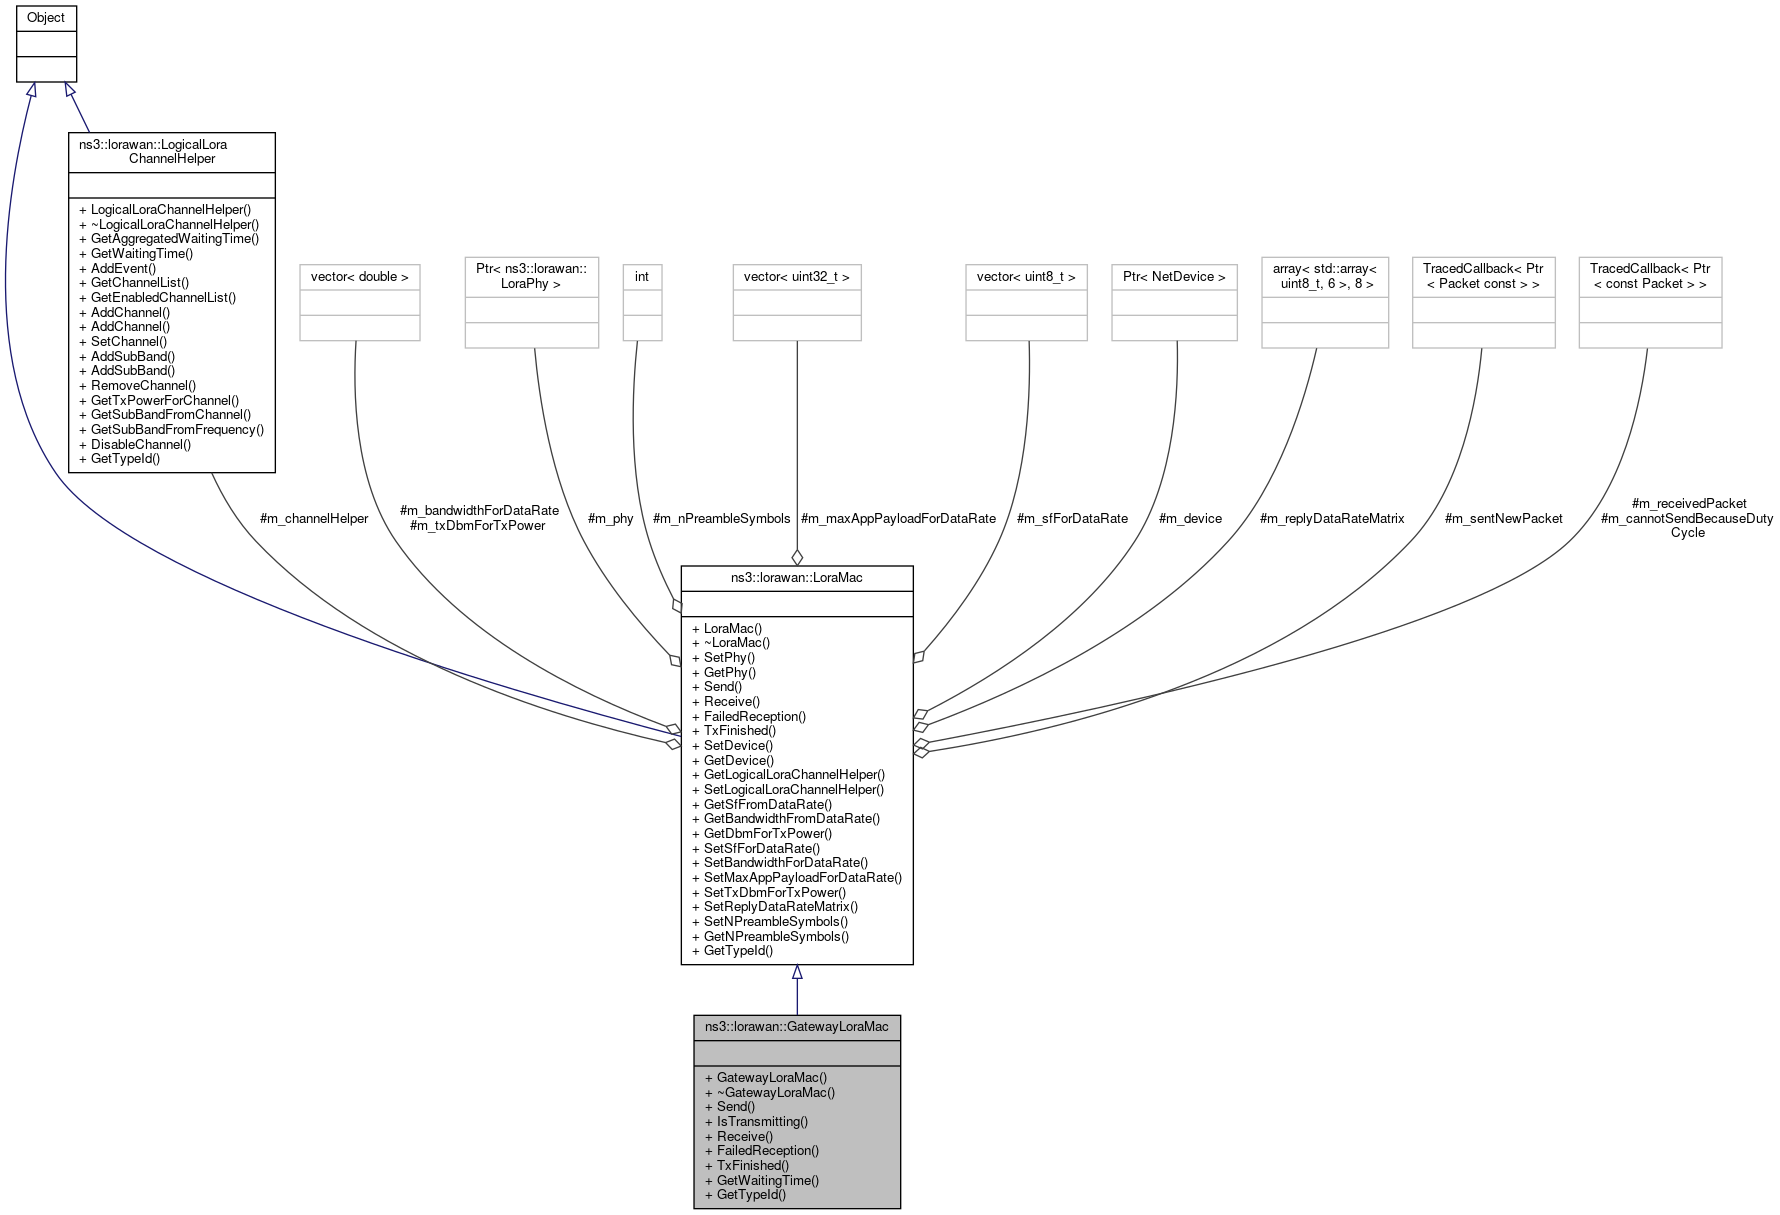 Object
ns3::lorawan::LogicalLora
ChannelHelper
+ LogicalLoraChannelHelper()
+ ~LogicalLoraChannelHelper()
+ GetAggregatedWaitingTime()
+ GetWaitingTime()
+ AddEvent()
+ GetChannelList()
+ GetEnabledChannelList()
+ AddChannel()
+ AddChannel()
+ SetChannel()
+ AddSubBand()
+ AddSubBand()
+ RemoveChannel()
+ GetTxPowerForChannel()
+ GetSubBandFromChannel()
+ GetSubBandFromFrequency()
+ DisableChannel()
+ GetTypeId()
vector< double >
Ptr< ns3::lorawan::
LoraPhy >
int
vector< uint32_t >
vector< uint8_t >
Ptr< NetDevice >
array< std::array<
uint8_t, 6 >, 8 >
TracedCallback< Ptr
< Packet const > >
TracedCallback< Ptr
< const Packet > >
#m_channelHelper
#m_bandwidthForDataRate
#m_txDbmForTxPower
#m_phy
#m_nPreambleSymbols
#m_maxAppPayloadForDataRate
#m_sfForDataRate
#m_device
#m_replyDataRateMatrix
#m_sentNewPacket
#m_receivedPacket
#m_cannotSendBecauseDuty
Cycle
ns3::lorawan::LoraMac
+ LoraMac()
+ ~LoraMac()
+ SetPhy()
+ GetPhy()
+ Send()
+ Receive()
+ FailedReception()
+ TxFinished()
+ SetDevice()
+ GetDevice()
+ GetLogicalLoraChannelHelper()
+ SetLogicalLoraChannelHelper()
+ GetSfFromDataRate()
+ GetBandwidthFromDataRate()
+ GetDbmForTxPower()
+ SetSfForDataRate()
+ SetBandwidthForDataRate()
+ SetMaxAppPayloadForDataRate()
+ SetTxDbmForTxPower()
+ SetReplyDataRateMatrix()
+ SetNPreambleSymbols()
+ GetNPreambleSymbols()
+ GetTypeId()
ns3::lorawan::GatewayLoraMac
+ GatewayLoraMac()
+ ~GatewayLoraMac()
+ Send()
+ IsTransmitting()
+ Receive()
+ FailedReception()
+ TxFinished()
+ GetWaitingTime()
+ GetTypeId()